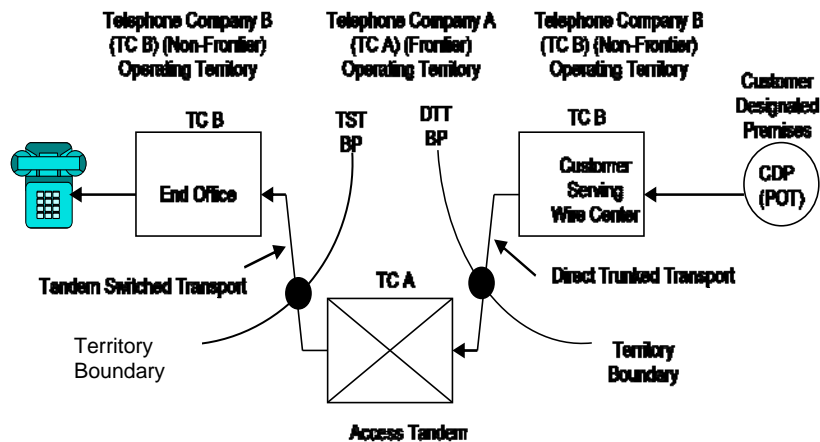 Telephone Company B
(TC B) (Non-Frontier)
Operating Territory
Telephone Company A
(TC A) (Frontier)
Operating Territory
Telephone Company B
(TC B) (Non-Frontier)
Operating Territory
Customer
Designated
Premises
TC B
TST
BP
DTT
BP
TC B
End Office
Customer
Serving
Wire Center
CDP
(POT)
Tandem Switched Transport
TC A
Direct Trunked Transport
Territory
Boundary
Territory
Boundary
Access Tandem